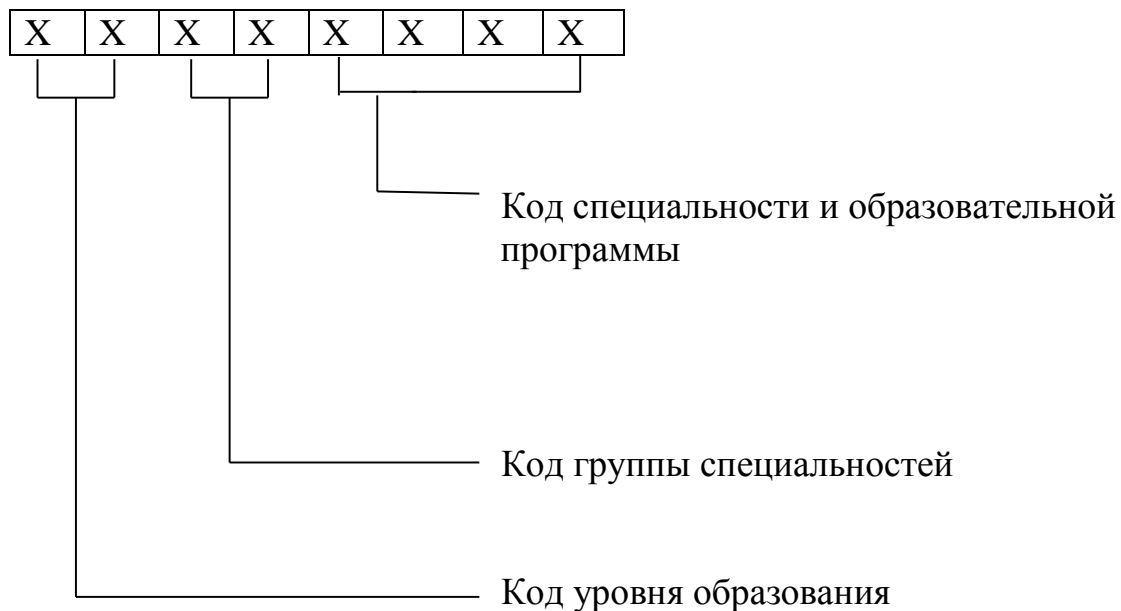 X X X X X X X X
Код специальности и образовательной
программы
Код группы специальностей
Код уровня образования